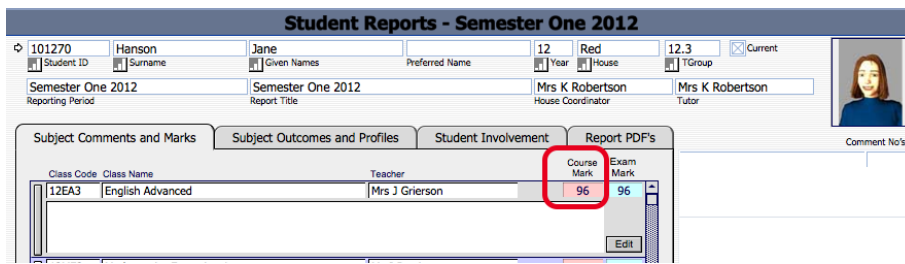 Student Reports - Semester One 2012
101270 Hanson Jane 12 Red 12.3 Current
Student ID Surname Given Names Preferred Name Year House TGroup
Semester One 2012 Semester One 2012 Mrs K Robertson Mrs K Robertson
Reporting Period Report Title House Coordinator Tutor
Subject Comments and Marks Subject Outcomes and Profiles Student Involvement Report PDF's
Comment No's
Course Exam
Class Code Class Name Teacher Mark Mark
12EA3 English Advanced Mrs J Grierson 96 96
Edit